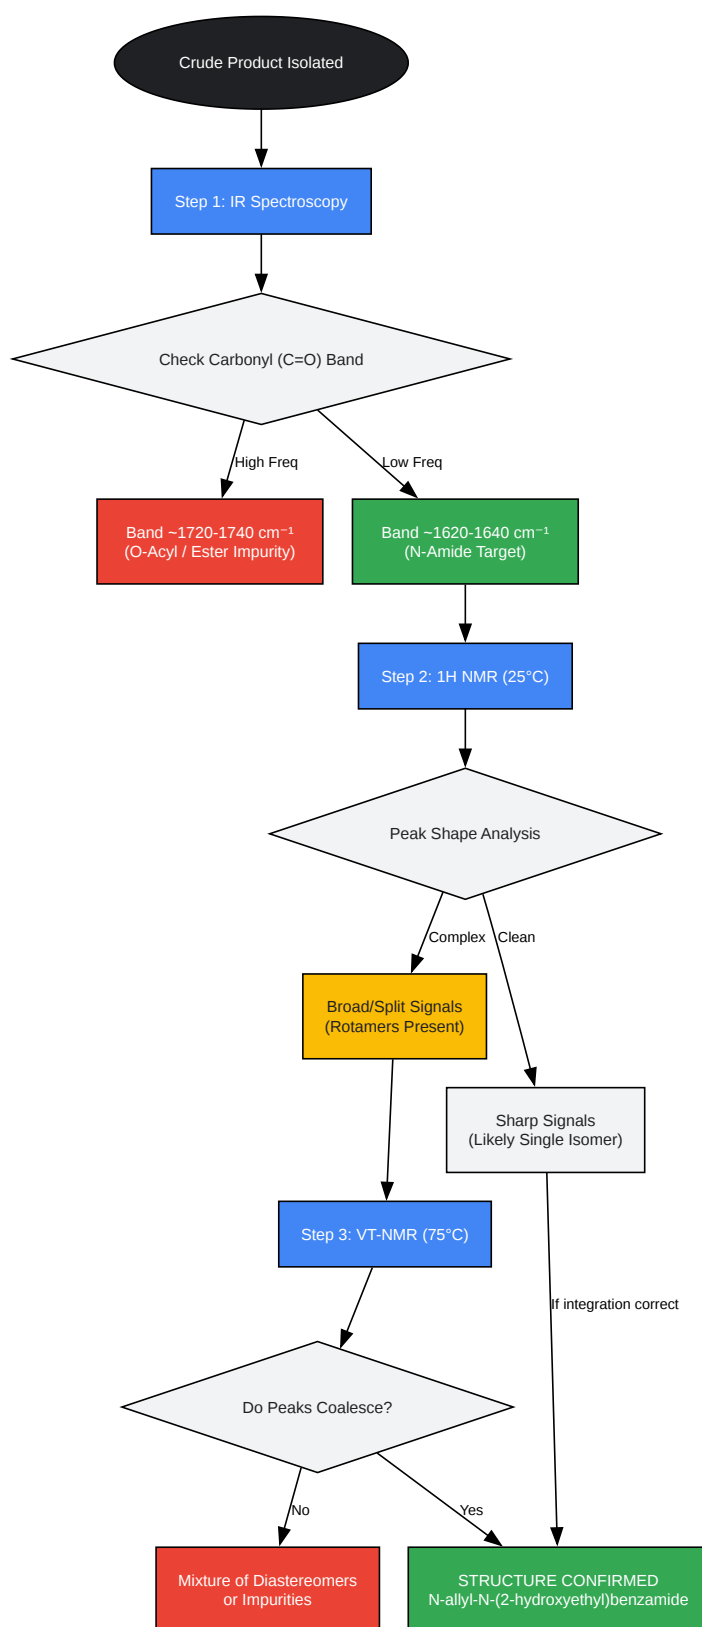 Crude Product Isolated
Step 1: IR Spectroscopy
Check Carbonyl (C=O) Band
High Freq
Low Freq
Band ~1720-1740 cm⁻¹
(O-Acyl / Ester Impurity)
Band ~1620-1640 cm⁻¹
(N-Amide Target)
Step 2: 1H NMR (25°C)
Peak Shape Analysis
Complex
Clean
Broad/Split Signals
(Rotamers Present)
Sharp Signals
(Likely Single Isomer)
Step 3: VT-NMR (75°C)
If integration correct
Do Peaks Coalesce?
No
Yes
Mixture of Diastereomers
or Impurities
STRUCTURE CONFIRMED
N-allyl-N-(2-hydroxyethyl)benzamide